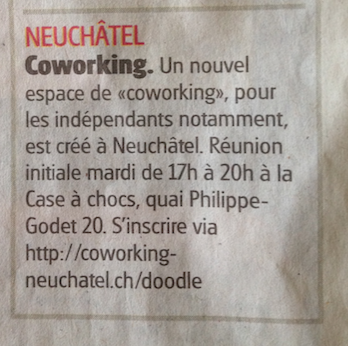 NEUCHÂTEL
Coworking. Un nouvel
espace de «coworking», pour
les indépendants notamment,
est créé à Neuchâtel. Réunion
initiale mardi de 17h à 20h à la
Case à chocs, quai Philippe-
Godet 20. S’inscrire via
http://coworking-
neuchatel.ch/doodle